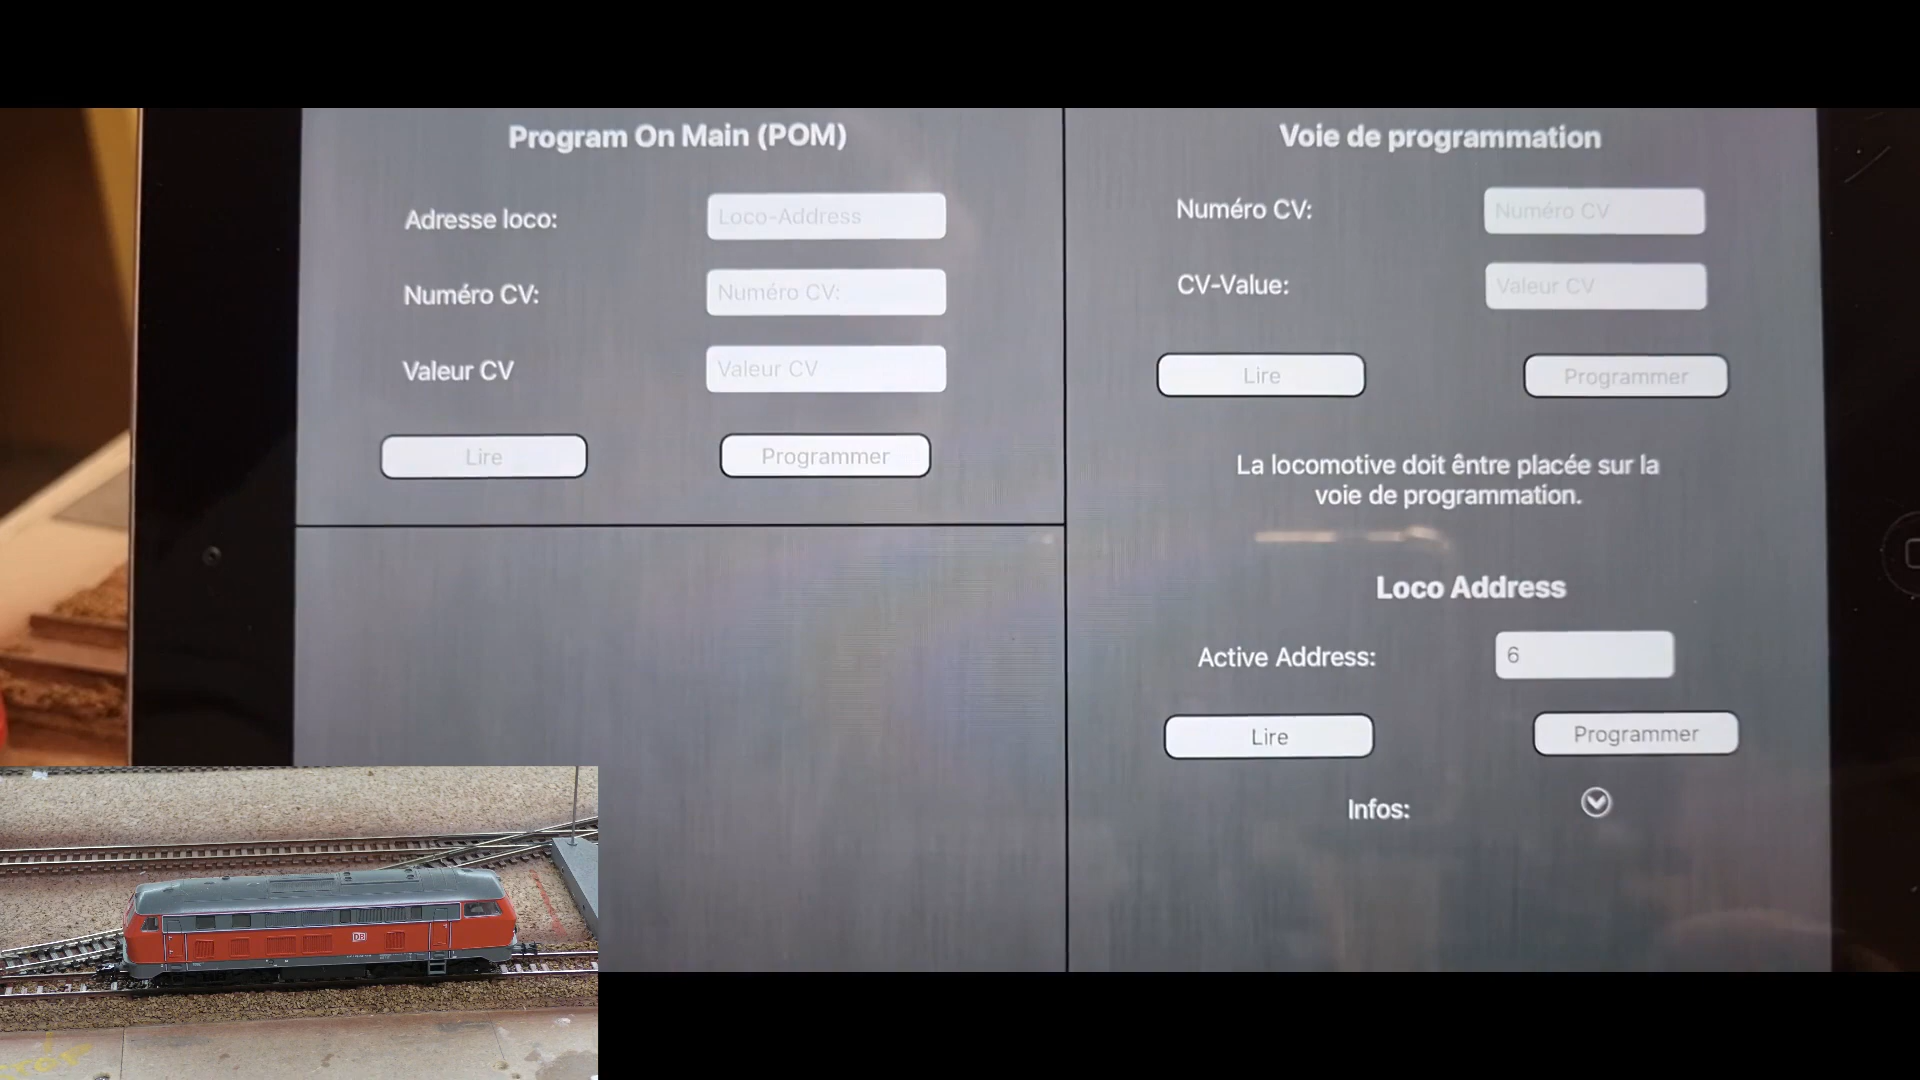 Program On Main (POM)
Adresse loco:
Loco-Address
Numéro CV:
Numéro CV:
Valeur CV
Valeur CV
Lire
Programmer
Voie de programmation
Numéro CV:
Numéro CV
CV-Value:
Valeur CV
Lire
Programmer
La locomotive doit êntre placée sur la
voie de programmation.
Loco Address
Active Address:
6
Lire
Programmer
Infos:
DB